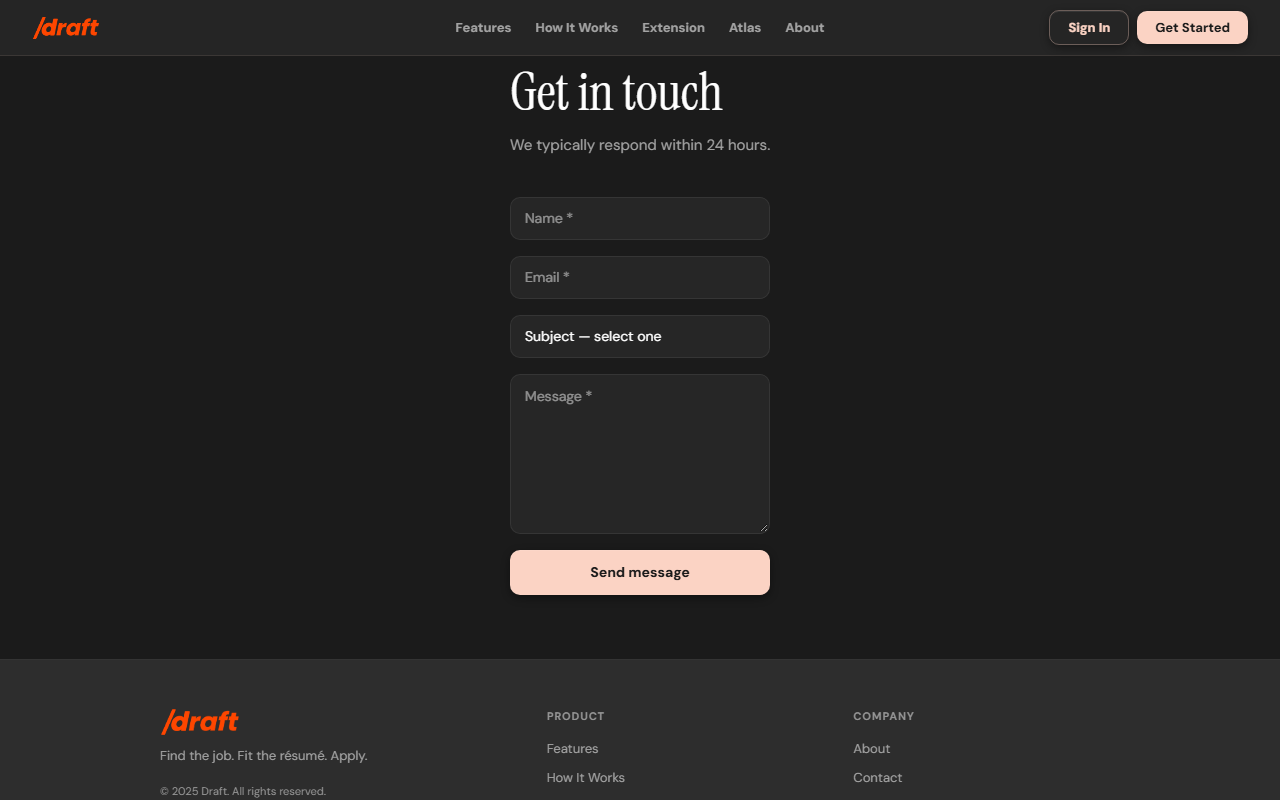 /draft
Features How It Works Extension Atlas About
Sign In Get Started
Get in touch
We typically respond within 24 hours.
Name *
Email *
Subject — select one
Message *
Send message
/draft
Find the job. Fit the résumé. Apply.
© 2025 Draft. All rights reserved.
PRODUCT
Features
How It Works
COMPANY
About
Contact